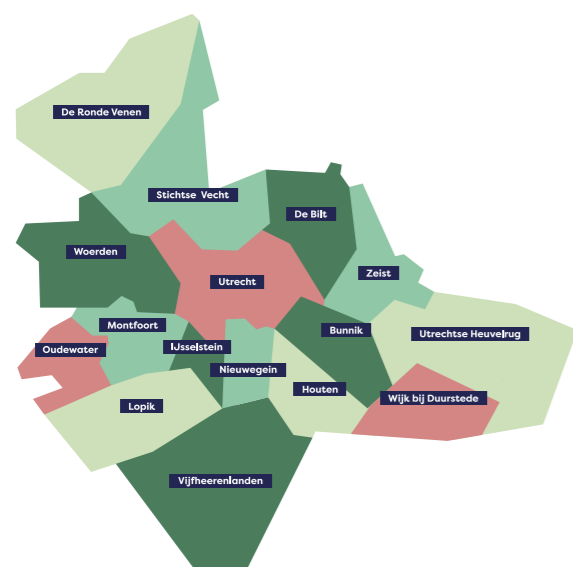 De Ronde Venen
Stichtse Vecht
De Bilt
Woerden
Zeist
Utrecht
Montfoort
Bunnik
Utrechtse Heuvelrug
Oudewater
IJsselstein
Nieuwegein
Houten
Wijk bij Duurstede
Lopik
Vijfheerenlanden